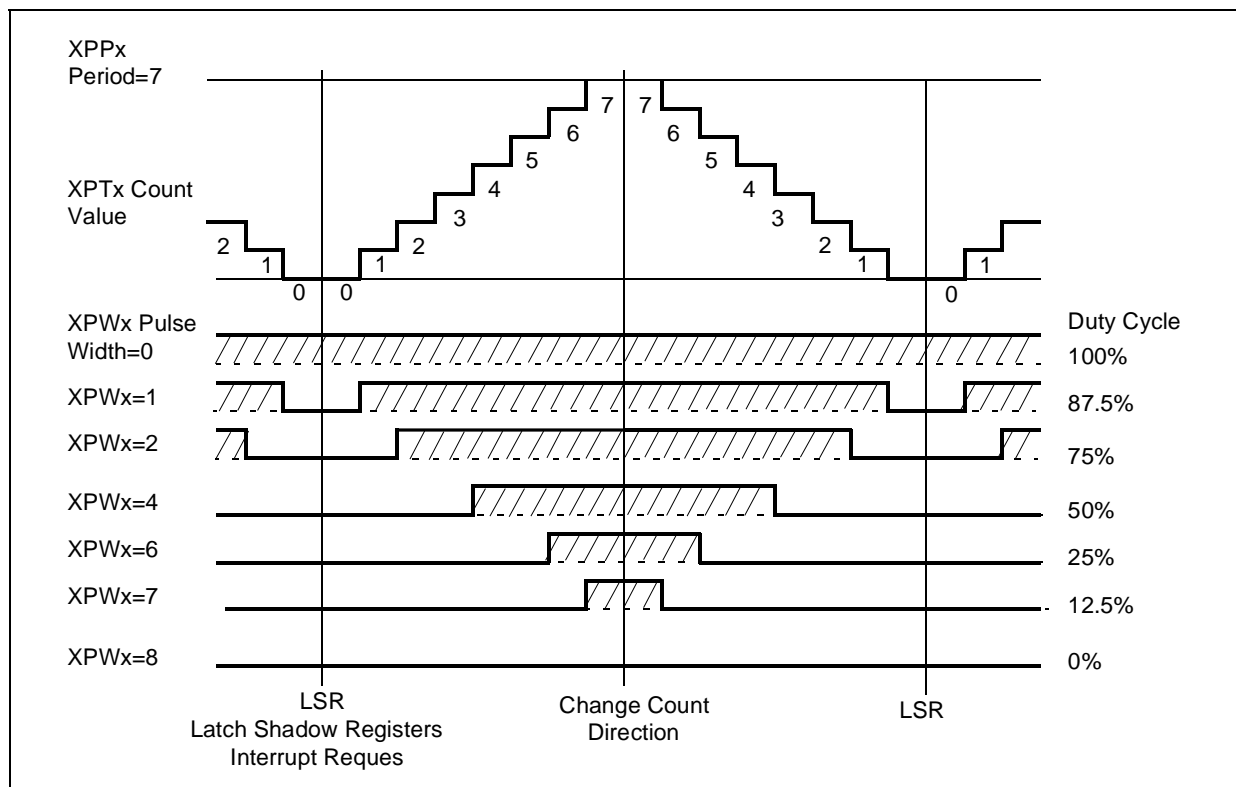 XPPx
Period=7
7 7
6 6
5 5
4 4
3 3
2 2 2
1 1 1 1
0 0 0
XPTx Count
Value
XPWx Pulse
Width=0
Duty Cycle
100%
XPWx=1
87.5%
XPWx=2
75%
XPWx=4
50%
XPWx=6
25%
XPWx=7
12.5%
XPWx=8
0%
LSR
Latch Shadow Registers
Interrupt Reques
Change Count
Direction
LSR